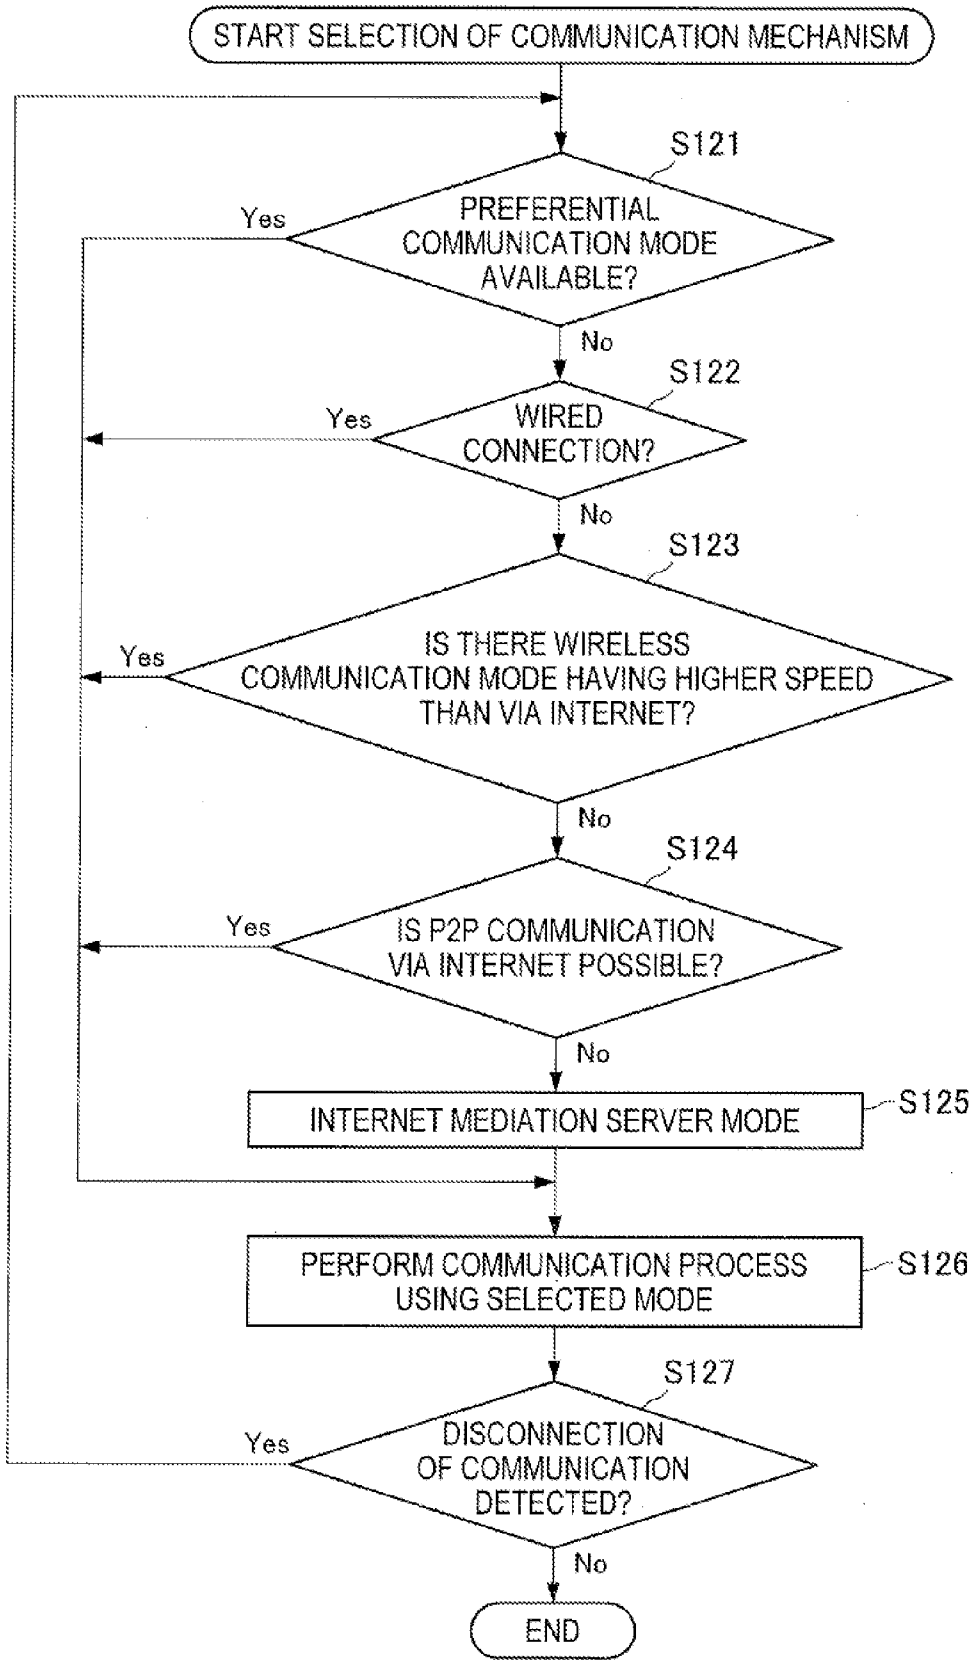 START SELECTION OF COMMUNICATION MECHANISM
S121
Yes
PREFERENTIAL
COMMUNICATION MODE
AVAILABLE?
No
S122
Yes
WIRED
CONNECTION?
No
S123
Yes
IS THERE WIRELESS
COMMUNICATION MODE HAVING HIGHER SPEED
THAN VIA INTERNET?
No
S124
Yes
IS P2P COMMUNICATION
VIA INTERNET POSSIBLE?
No
INTERNET MEDIATION SERVER MODE
S125
PERFORM COMMUNICATION PROCESS
USING SELECTED MODE
S126
S127
Yes
DISCONNECTION
OF COMMUNICATION
DETECTED?
No
END